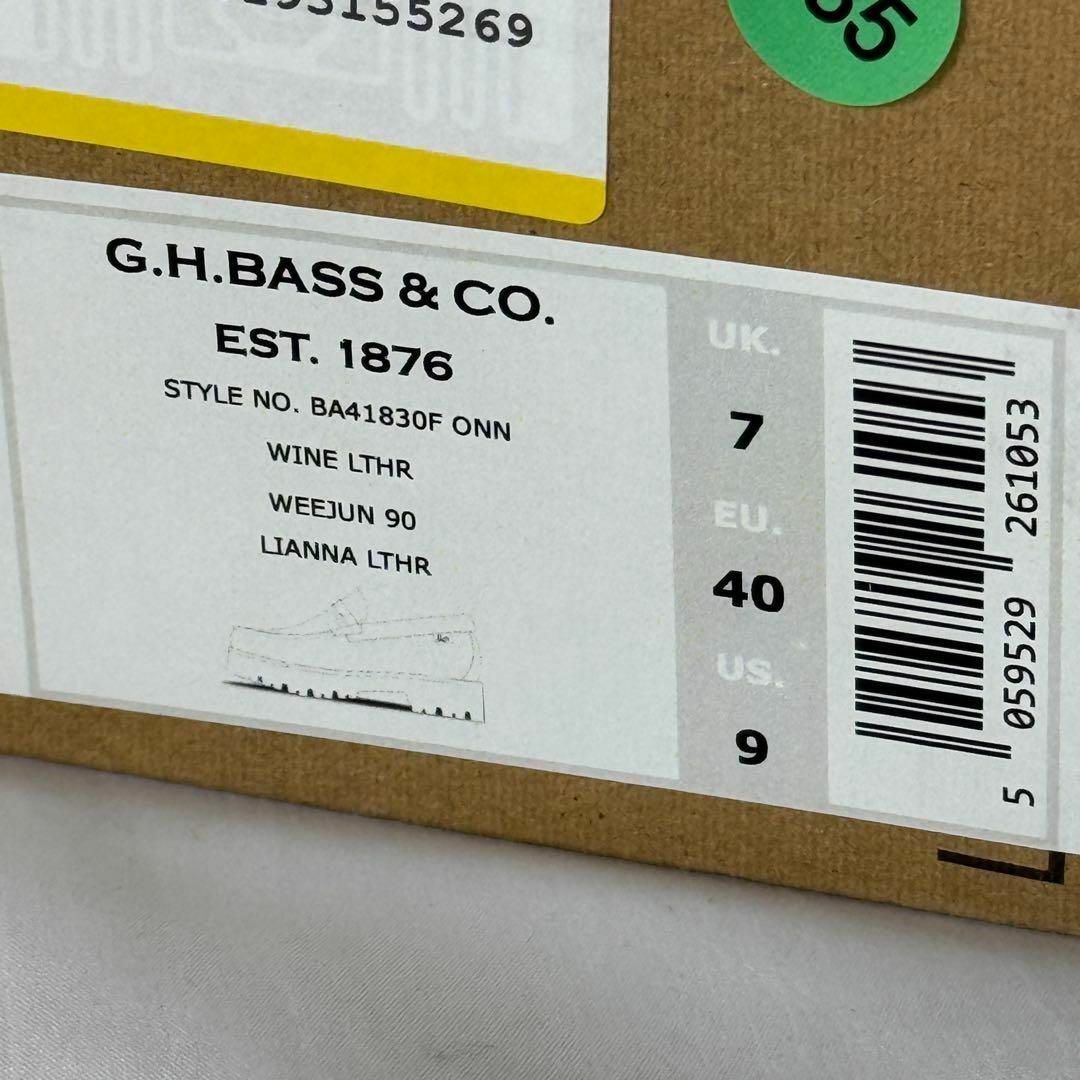 55269
G.H.BASS & CO.
EST. 1876
STYLE NO. BA41830F ONN
WINE LTHR
WEEJUN 90
LIANNA LTHR
UK.
7
EU.
40
US.
9
5 059529 261053